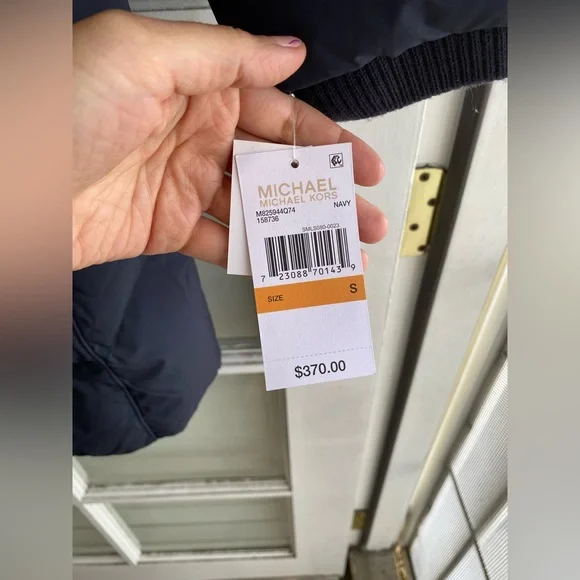 MICHAEL
MICHAEL KORS
M825944Q74 NAVY
158736
SMLS080-0023
7 23088 70143 9
SIZE S
$370.00